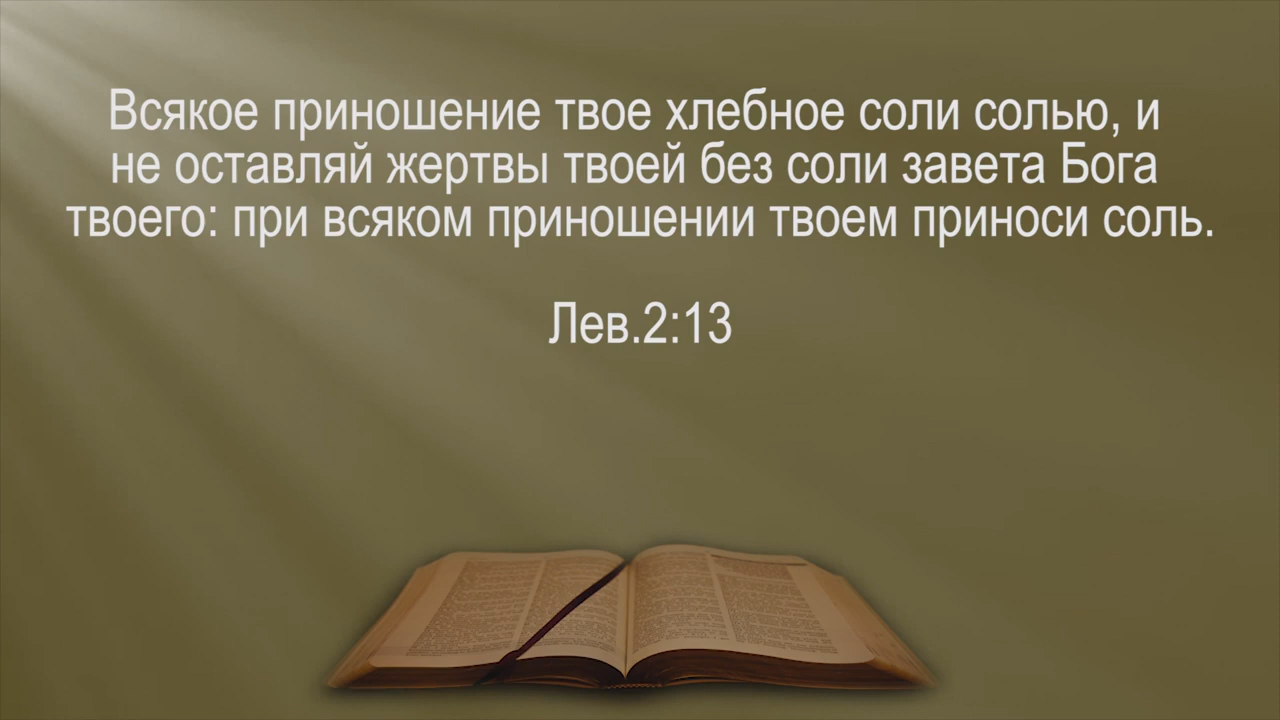 Всякое приношение твое хлебное соли солью, и
не оставляй жертвы твоей без соли завета Бога
твоего: при всяком приношении твоем приноси соль.
Лев.2:13